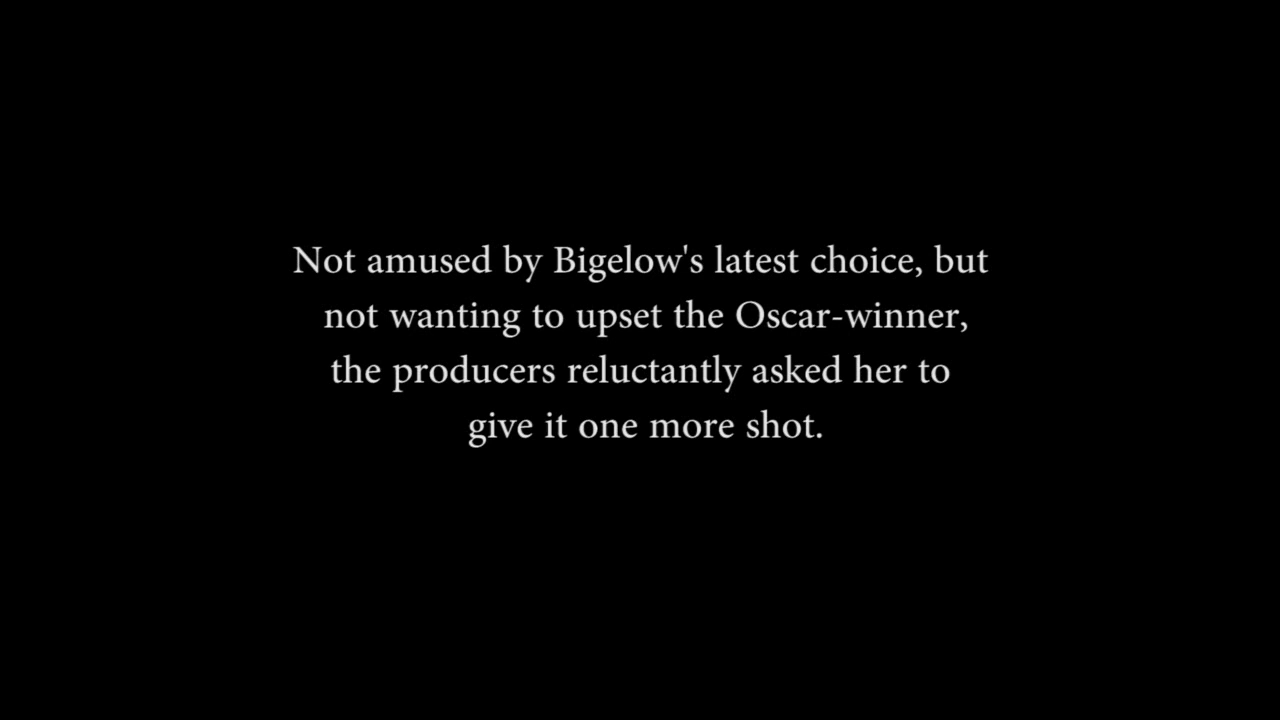 Not amused by Bigelow's latest choice, but
not wanting to upset the Oscar-winner,
the producers reluctantly asked her to
give it one more shot.